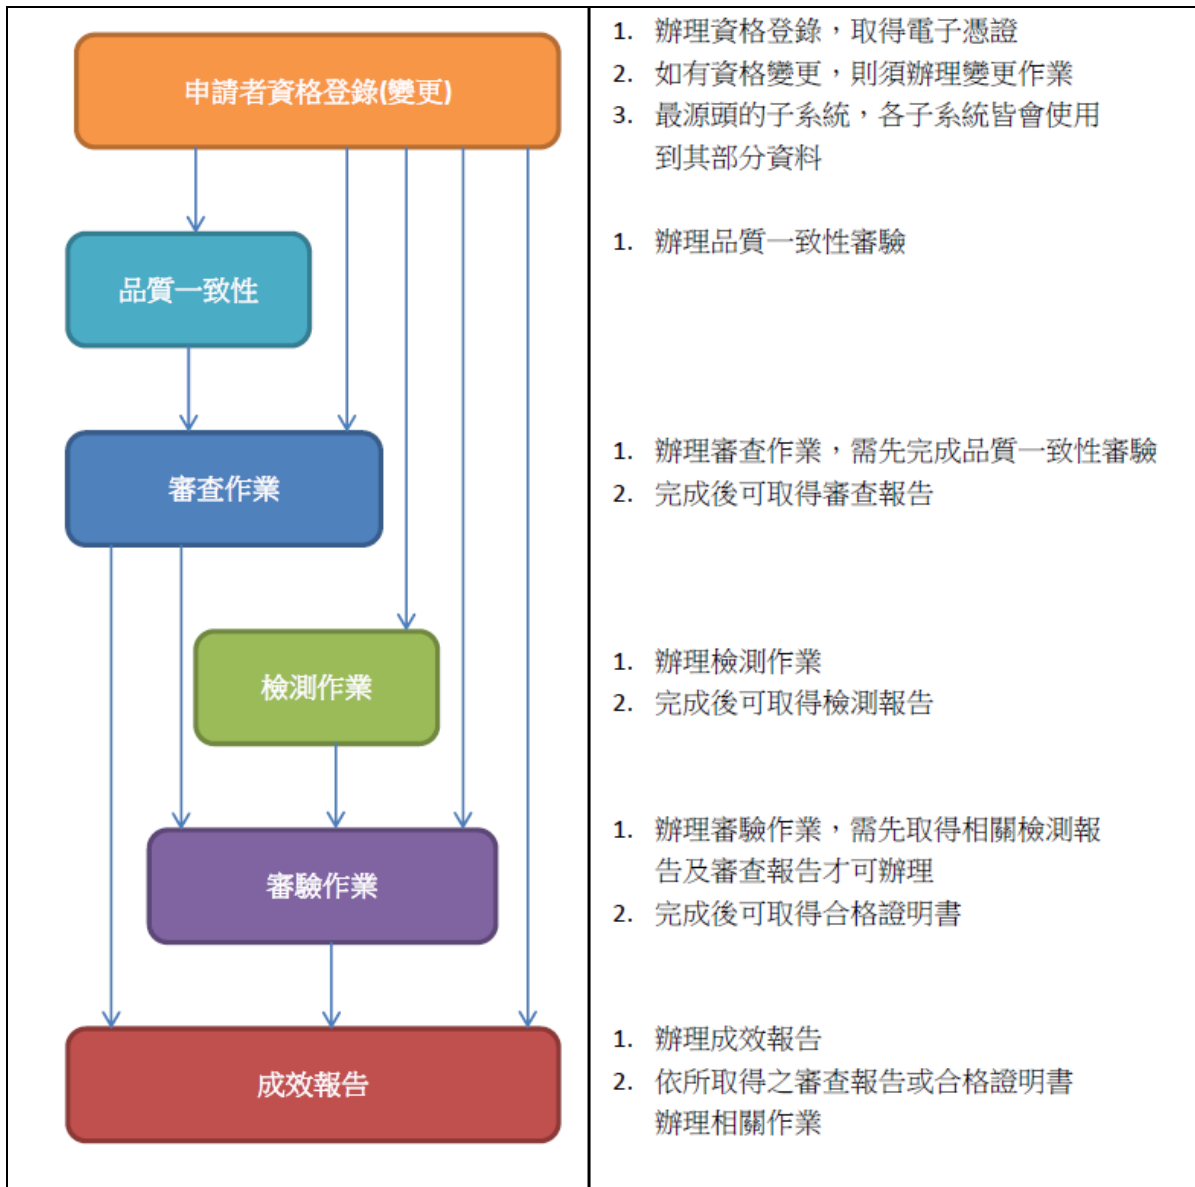 申請者資格登錄(變更)
1. 辦理資格登錄，取得電子憑證
2. 如有資格變更，則須辦理變更作業
3. 最源頭的子系統，各子系統皆會使用
到其部分資料
品質一致性
1. 辦理品質一致性審驗
審查作業
1. 辦理審查作業，需先完成品質一致性審驗
2. 完成後可取得審查報告
檢測作業
1. 辦理檢測作業
2. 完成後可取得檢測報告
審驗作業
1. 辦理審驗作業，需先取得相關檢測報
告及審查報告才可辦理
2. 完成後可取得合格證明書
成效報告
1. 辦理成效報告
2. 依所取得之審查報告或合格證明書
辦理相關作業